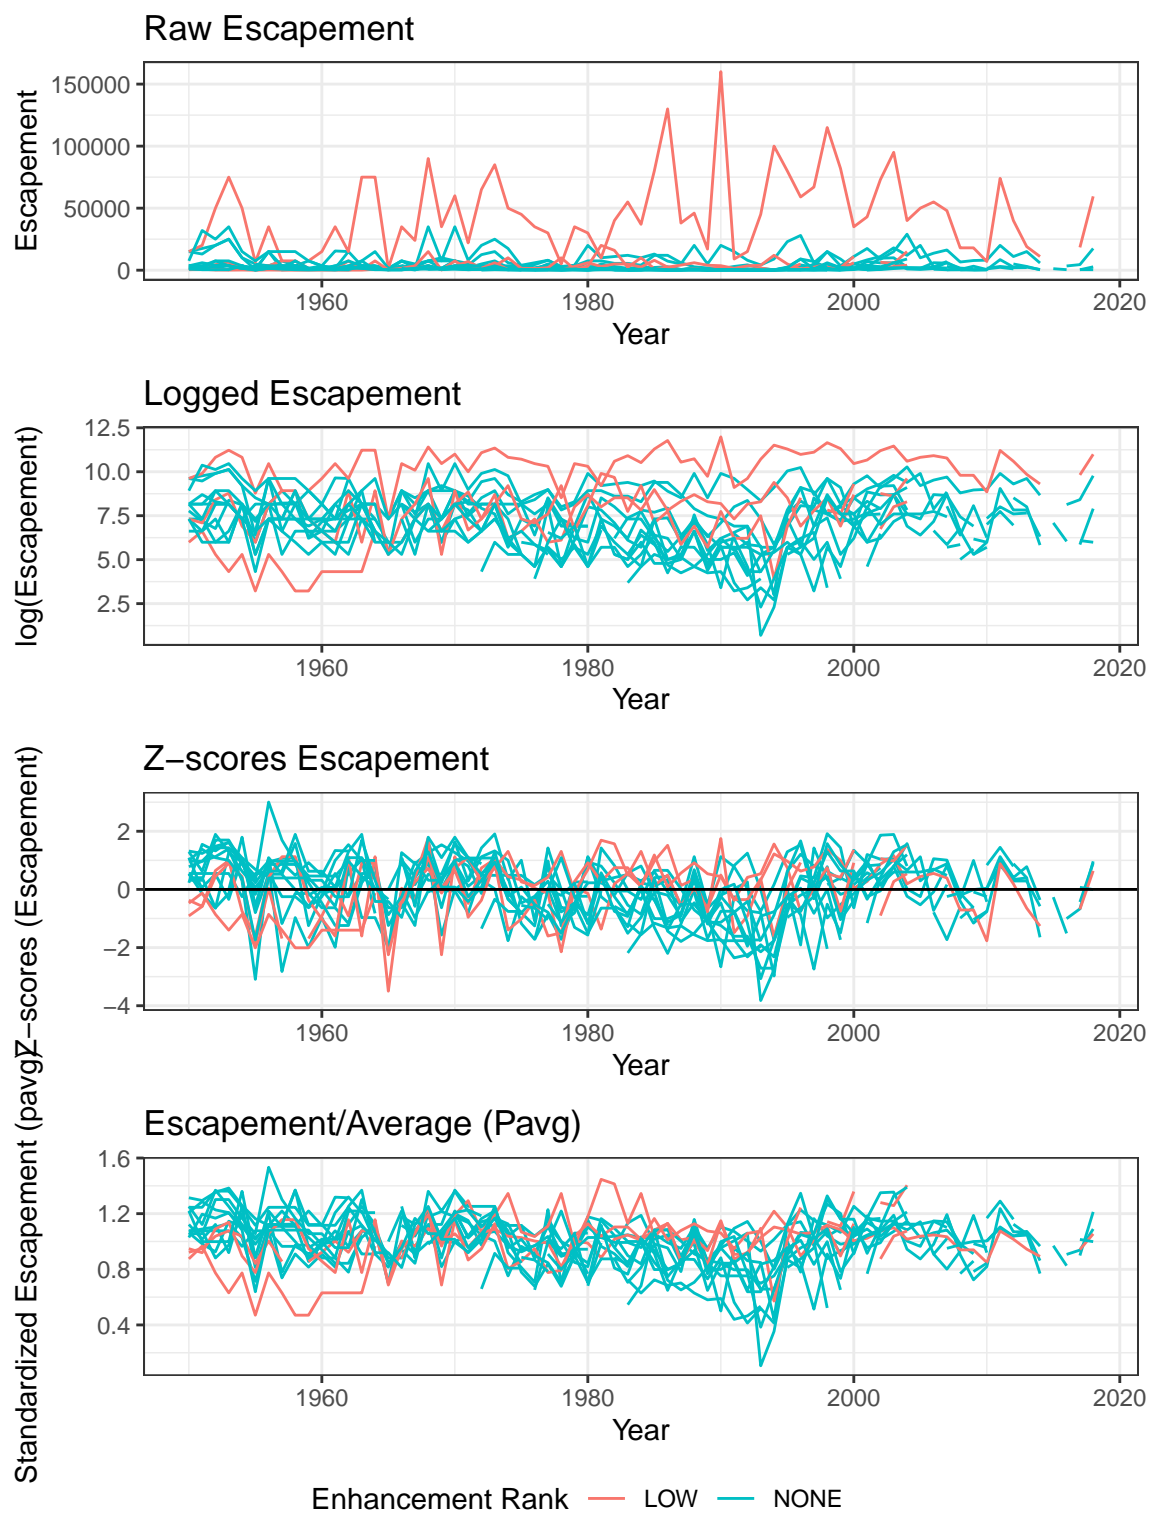 Raw Escapement
Escapement
150000
100000
50000
0
1960
1980
2000
2020
Year
Logged Escapement
log(Escapement)
12.5
10.0
7.5
5.0
2.5
1960
1980
2000
2020
Year
Z−scores Escapement
Z−scores (Escapement)
2
0
−2
−4
1960
1980
2000
2020
Year
Escapement/Average (Pavg)
Standardized Escapement (pavg)
1.6
1.2
0.8
0.4
1960
1980
2000
2020
Year
Enhancement Rank
LOW
NONE